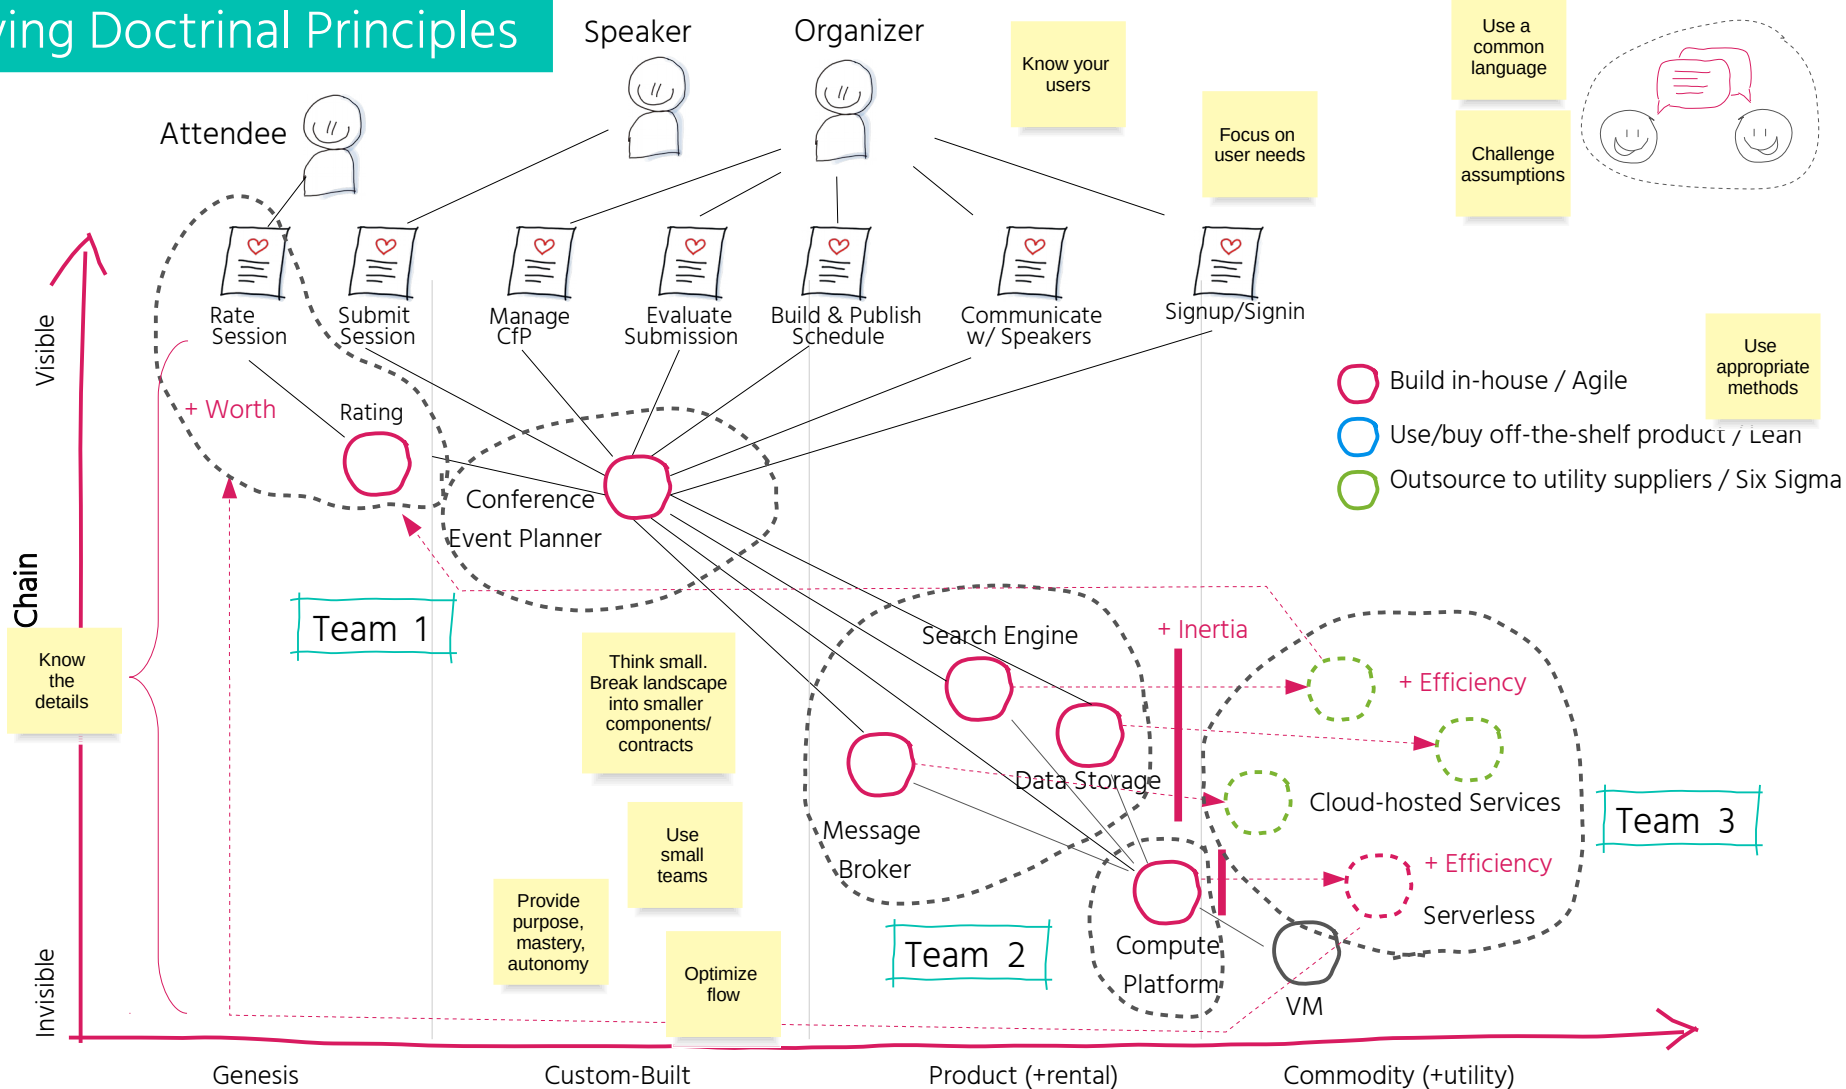 Doctrinal Principles
Speaker
Organizer
Attendee
Know your
users
Focus on
user needs
Use a
common
language
Challenge
assumptions
Use
appropriate
methods
Rate
Session
Submit
Session
Manage
CfP
Evaluate
Submission
Build & Publish
Schedule
Communicate
w/ Speakers
Signup/Signin
Visible
+ Worth
Rating
Build in-house / Agile
Use/buy off-the-shelf product / Lean
Outsource to utility suppliers / Six Sigma
Conference
Event Planner
Chain
Know
the
details
Team 1
Think small.
Break landscape
into smaller
components/
contracts
Search Engine
+ Inertia
+ Efficiency
Data Storage
Cloud-hosted Services
Message
Broker
Use
small
teams
Team 3
+ Efficiency
Serverless
Provide
purpose,
mastery,
autonomy
Team 2
Compute
Platform
Optimize
flow
VM
Invisible
Genesis
Custom-Built
Product (+rental)
Commodity (+utility)